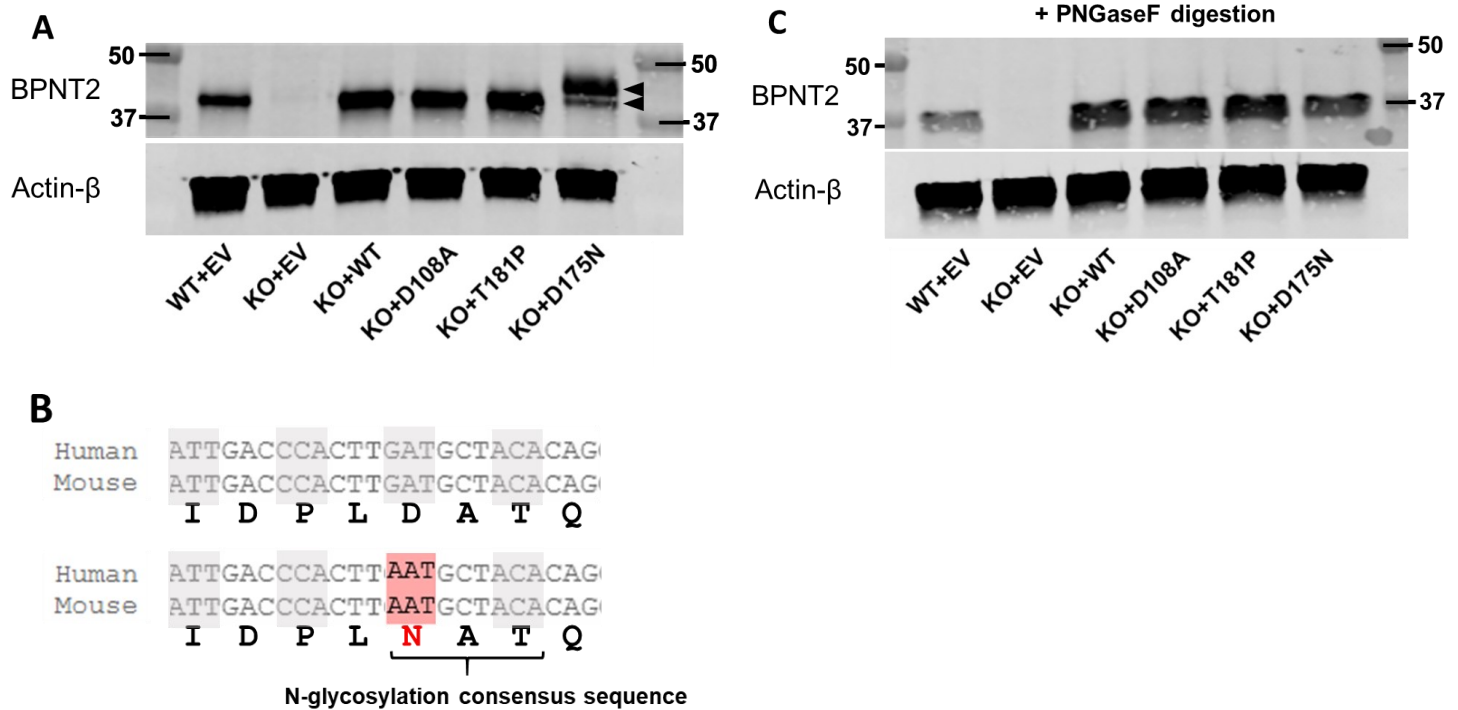 A
50
50
BPNT2
37
37
Actin-β
WT+EV
KO+EV
KO+WT
KO+D108A
KO+T181P
KO+D175N
C
+ PNGaseF digestion
50
50
BPNT2
37
37
Actin-β
WT+EV
KO+EV
KO+WT
KO+D108A
KO+T181P
KO+D175N
B
Human ATTGACCCACTTGATGCTACACAG
Mouse ATTGACCCACTTGATGCTACACAG
I D P L D A T Q
Human ATTGACCCACTTAATGCTACACAG
Mouse ATTGACCCACTTAATGCTACACAG
I D P L N A T Q
N-glycosylation consensus sequence